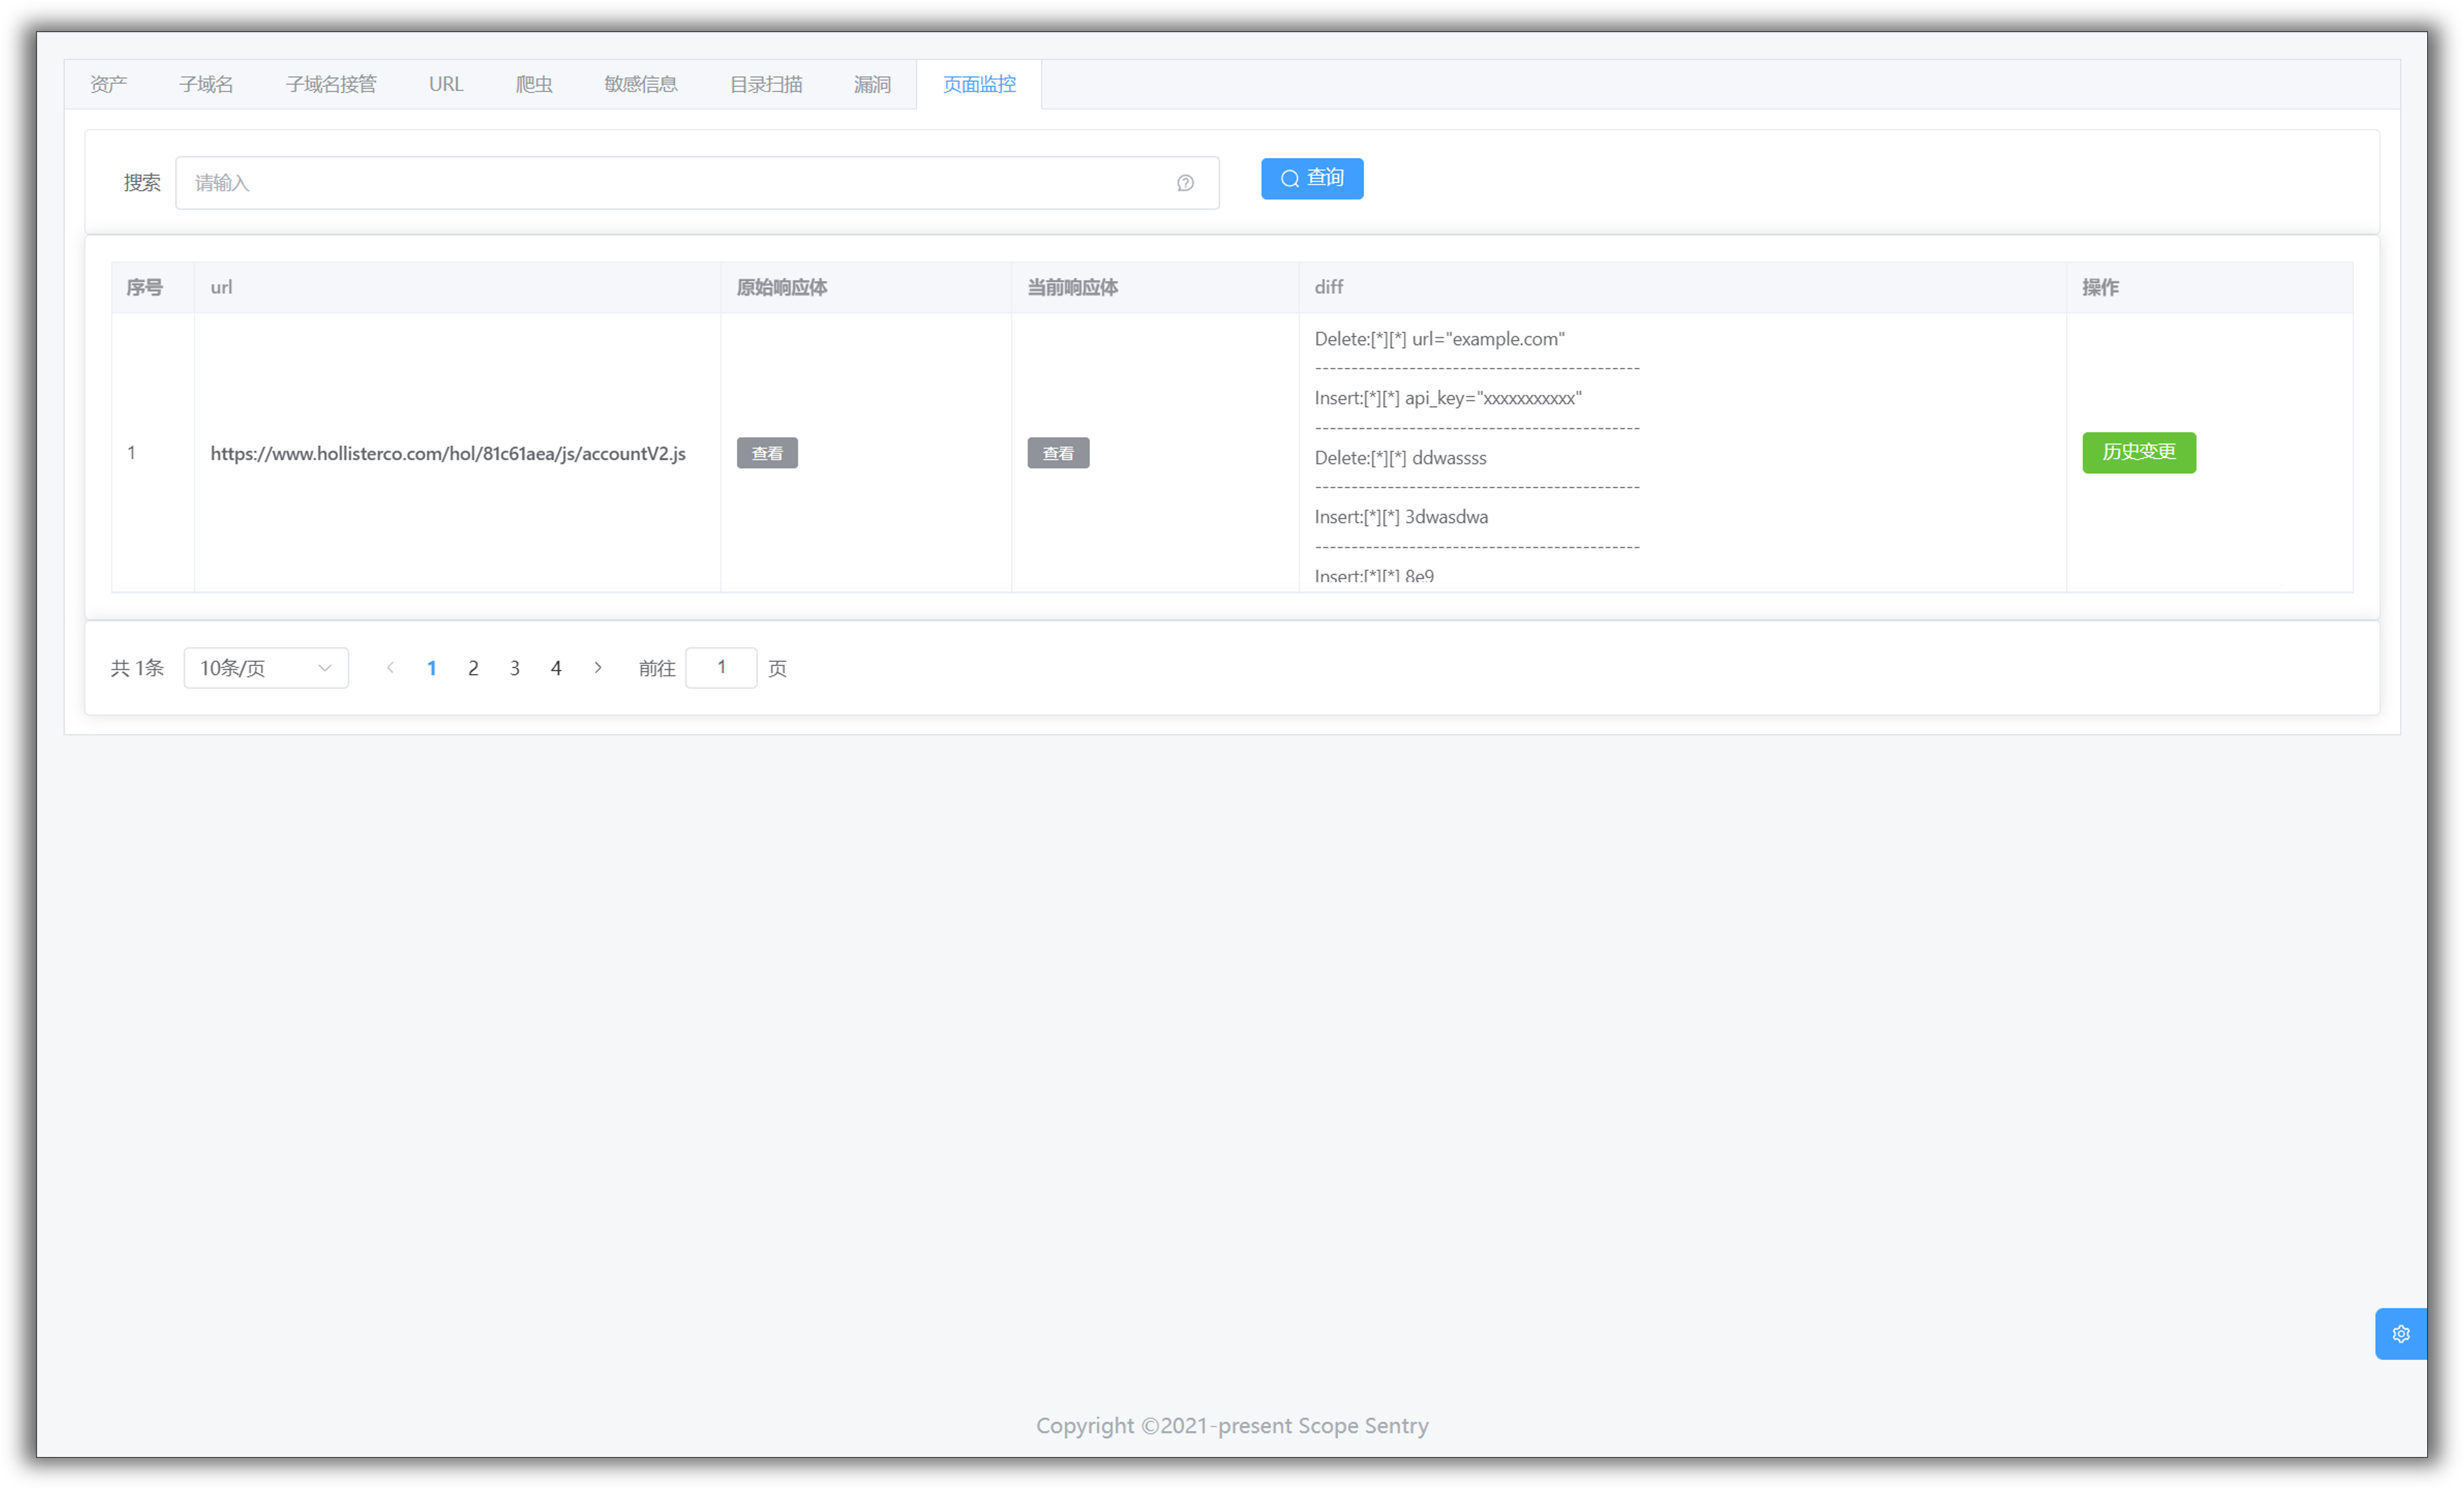 资产 子域名 子域名接管 URL 爬虫 敏感信息 目录扫描 漏洞 页面监控
搜索 请输入 查询
序号 url 原始响应体 当前响应体 diff 操作
Delete:[*][*] url="example.com"
---------------------------------------------
Insert:[*][*] api_key="xxxxxxxxxxx"
---------------------------------------------
1 https://www.hollisterco.com/hol/81c61aea/js/accountV2.js 查看 查看 Delete:[*][*] ddwassss 历史变更
---------------------------------------------
Insert:[*][*] 3dwasdwa
---------------------------------------------
Insert:[*][*] 8e9
共 1条 10条/页 1 2 3 4 前往 1 页
Copyright ©2021-present Scope Sentry